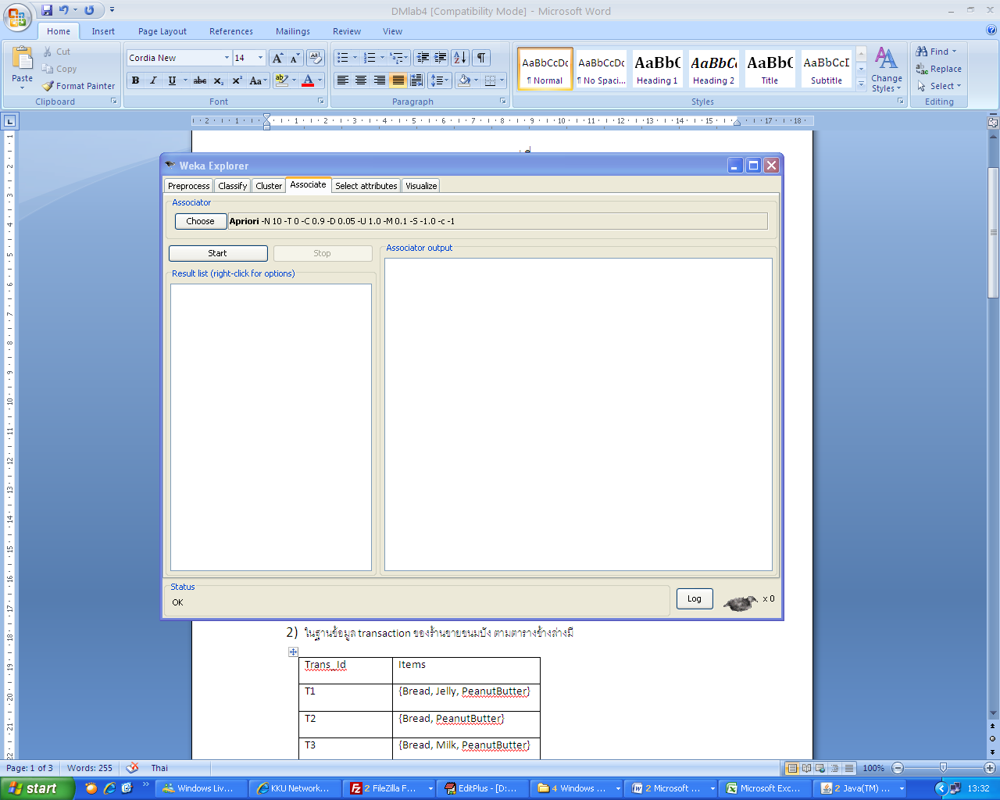 DMlab4 [Compatibility Mode] - Microsoft Word
Home Insert Page Layout References Mailings Review View
Paste
Cut
Copy
Format Painter
Clipboard
Cordia New 14
B I U abc x₂ x² Aa
Font
Paragraph
AaBbCcDc AaBbCcDc AaBbC AaBbCc AaBbC AaBbCcI
¶ Normal ¶ No Spaci... Heading 1 Heading 2 Title Subtitle
Change Styles
Styles
Find
Replace
Select
Editing
2 1 1 2 3 4 5 6 7 8 9 10 11 12 13 14 15 17 18
Weka Explorer
Preprocess Classify Cluster Associate Select attributes Visualize
Associator
Choose Apriori -N 10 -T 0 -C 0.9 -D 0.05 -U 1.0 -M 0.1 -S -1.0 -c -1
Start Stop
Associator output
Result list (right-click for options)
Status
OK
Log x 0
2) ในฐานข้อมูล transaction ของร้านขายขนมปัง ตามตารางข้างล่างมี
Trans_Id Items
T1 {Bread, Jelly, PeanutButter}
T2 {Bread, PeanutButter}
T3 {Bread, Milk, PeanutButter}
Page: 1 of 3 Words: 255 Thai 100%
start Windows Liv... KKU Network... 2 FileZilla F... EditPlus - [D:... 4 Windows ... 2 Microsoft ... Microsoft Exc... 2 Java(TM) ... 13:32